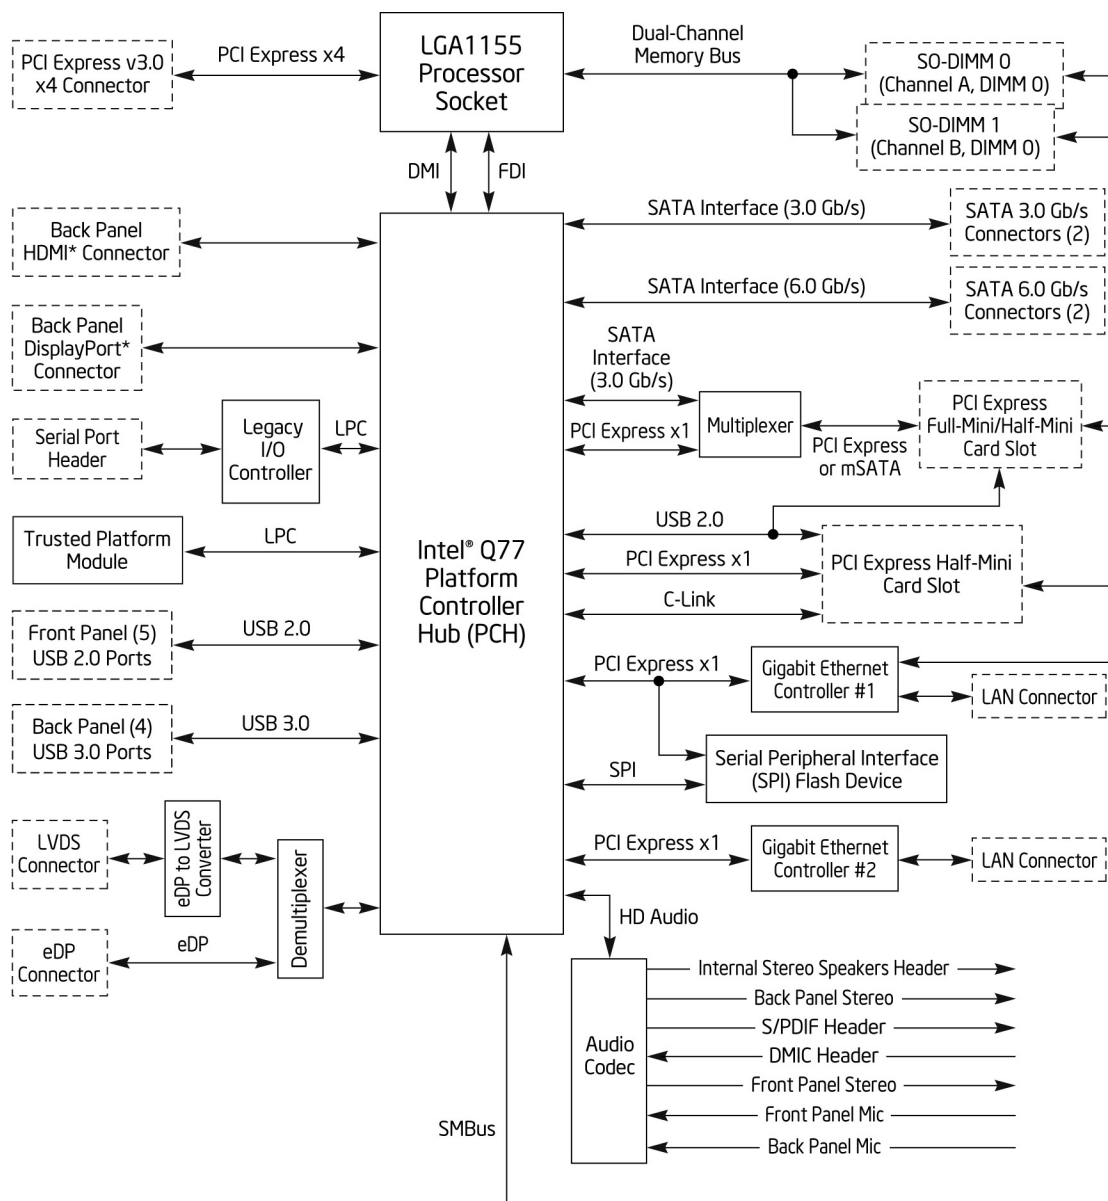 PCI Express v3.0
x4 Connector
PCI Express x4
LGA1155
Processor
Socket
Dual-Channel
Memory Bus
SO-DIMM 0
(Channel A, DIMM 0)
SO-DIMM 1
(Channel B, DIMM 0)
DMI
FDI
Back Panel
HDMI* Connector
SATA Interface (3.0 Gb/s)
SATA 3.0 Gb/s
Connectors (2)
SATA Interface (6.0 Gb/s)
SATA 6.0 Gb/s
Connectors (2)
Back Panel
DisplayPort*
Connector
SATA
Interface
(3.0 Gb/s)
PCI Express x1
Multiplexer
PCI Express
or mSATA
PCI Express
Full-Mini/Half-Mini
Card Slot
Serial Port
Header
Legacy
I/O
Controller
LPC
Trusted Platform
Module
LPC
Intel® Q77
Platform
Controller
Hub (PCH)
USB 2.0
PCI Express x1
C-Link
PCI Express Half-Mini
Card Slot
Front Panel (5)
USB 2.0 Ports
USB 2.0
PCI Express x1
Gigabit Ethernet
Controller #1
LAN Connector
Back Panel (4)
USB 3.0 Ports
USB 3.0
SPI
Serial Peripheral Interface
(SPI) Flash Device
LVDS
Connector
eDP to LVDS
Converter
Demultiplexer
PCI Express x1
Gigabit Ethernet
Controller #2
LAN Connector
eDP
Connector
eDP
HD Audio
Audio
Codec
Internal Stereo Speakers Header
Back Panel Stereo
S/PDIF Header
DMIC Header
Front Panel Stereo
Front Panel Mic
Back Panel Mic
SMBus